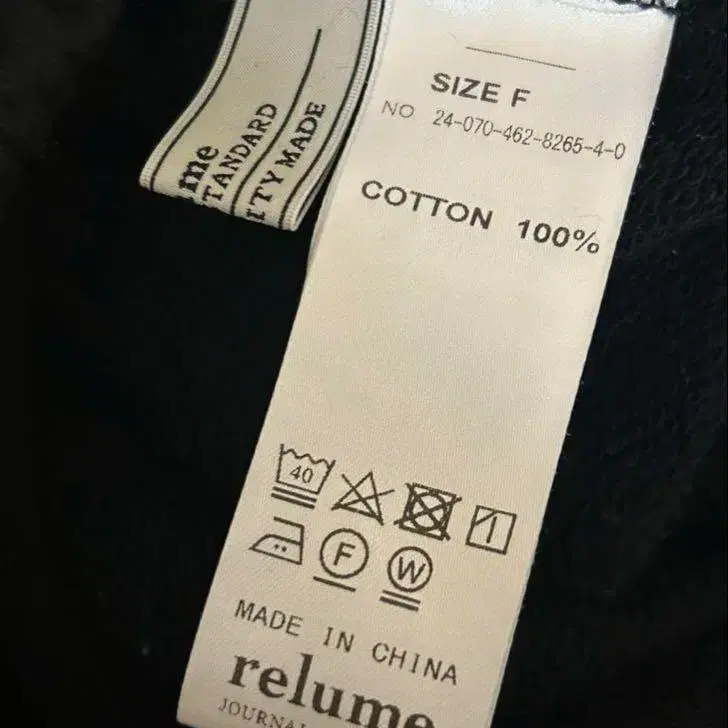 me
TANDARD
TY MADE
SIZE F
NO 24-070-462-8265-4-0
COTTON 100%
40
F
W
MADE IN CHINA
relume
JOURNAL